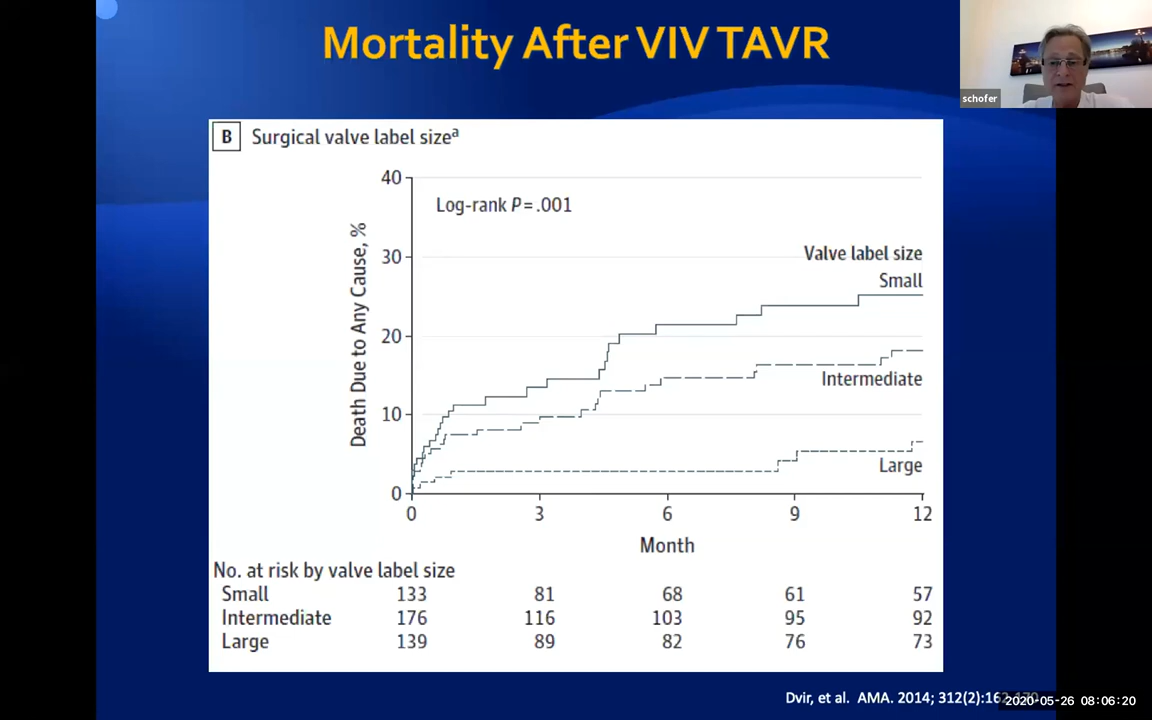 Mortality After VIV TAVR
schofer
B Surgical valve label sizeᵃ
40
30
20
10
0
Death Due to Any Cause, %
Log-rank P = .001
Valve label size
Small
Intermediate
Large
0 3 6 9 12
Month
No. at risk by valve label size
Small 133 81 68 61 57
Intermediate 176 116 103 95 92
Large 139 89 82 76 73
Dvir, et al. AMA. 2014; 312(2):16
2020-05-26 08:06:20